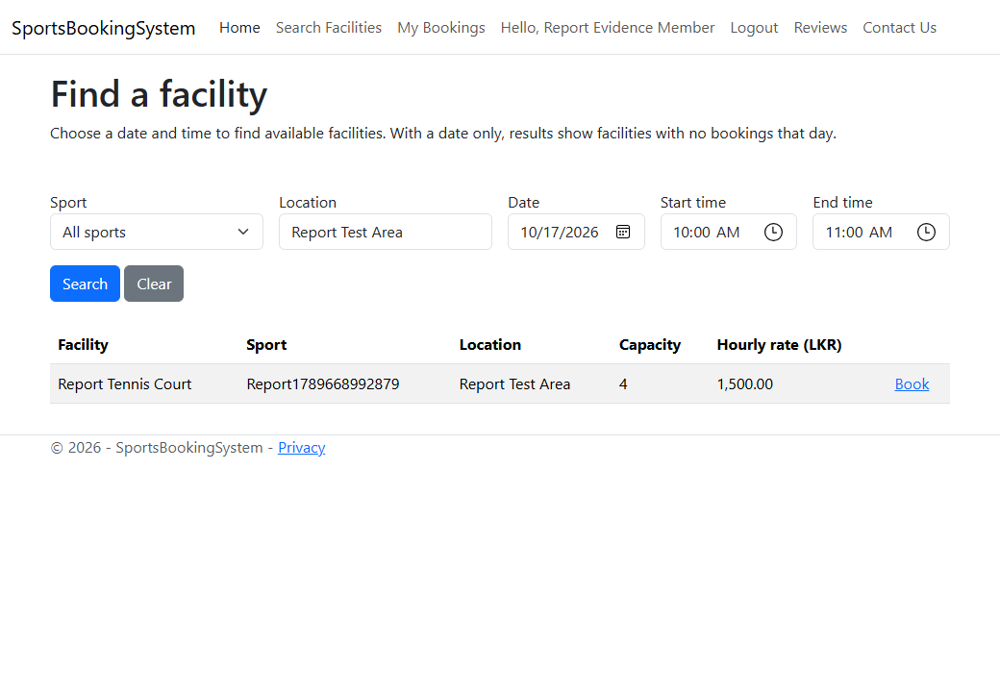 SportsBookingSystem Home Search Facilities My Bookings Hello, Report Evidence Member Logout Reviews Contact Us
Find a facility
Choose a date and time to find available facilities. With a date only, results show facilities with no bookings that day.
Sport Location Date Start time End time
All sports Report Test Area 10/17/2026 10:00 AM 11:00 AM
Search Clear
Facility Sport Location Capacity Hourly rate (LKR)
Report Tennis Court Report1789668992879 Report Test Area 4 1,500.00 Book
© 2026 - SportsBookingSystem - Privacy